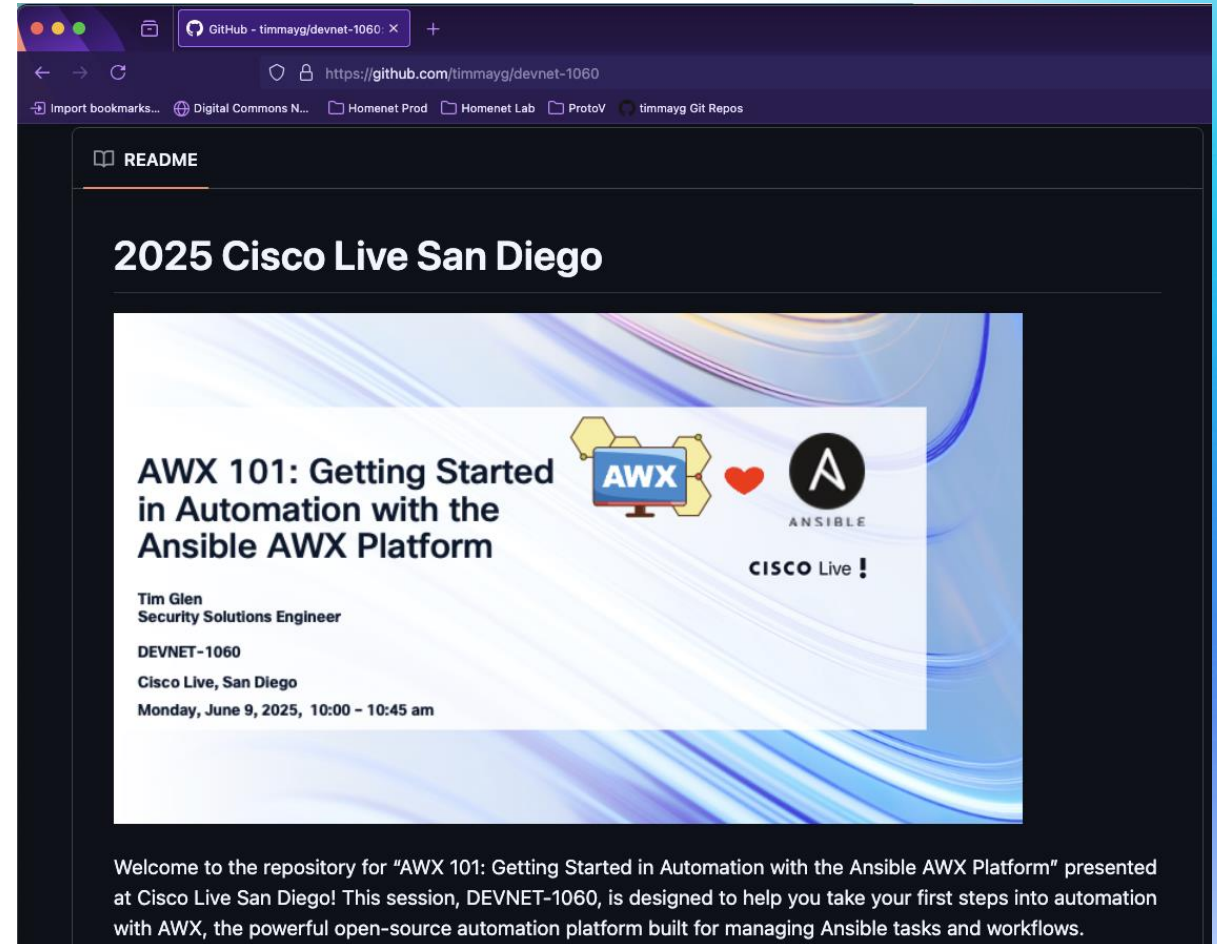 GitHub - timmayg/devnet-1060:
https://github.com/timmayg/devnet-1060
Import bookmarks... Digital Commons N... Homenet Prod Homenet Lab ProtoV timmayg Git Repos
README
2025 Cisco Live San Diego
AWX 101: Getting Started
in Automation with the
Ansible AWX Platform
AWX
ANSIBLE
CISCO Live !
Tim Glen
Security Solutions Engineer
DEVNET-1060
Cisco Live, San Diego
Monday, June 9, 2025, 10:00 – 10:45 am
Welcome to the repository for “AWX 101: Getting Started in Automation with the Ansible AWX Platform” presented
at Cisco Live San Diego! This session, DEVNET-1060, is designed to help you take your first steps into automation
with AWX, the powerful open-source automation platform built for managing Ansible tasks and workflows.